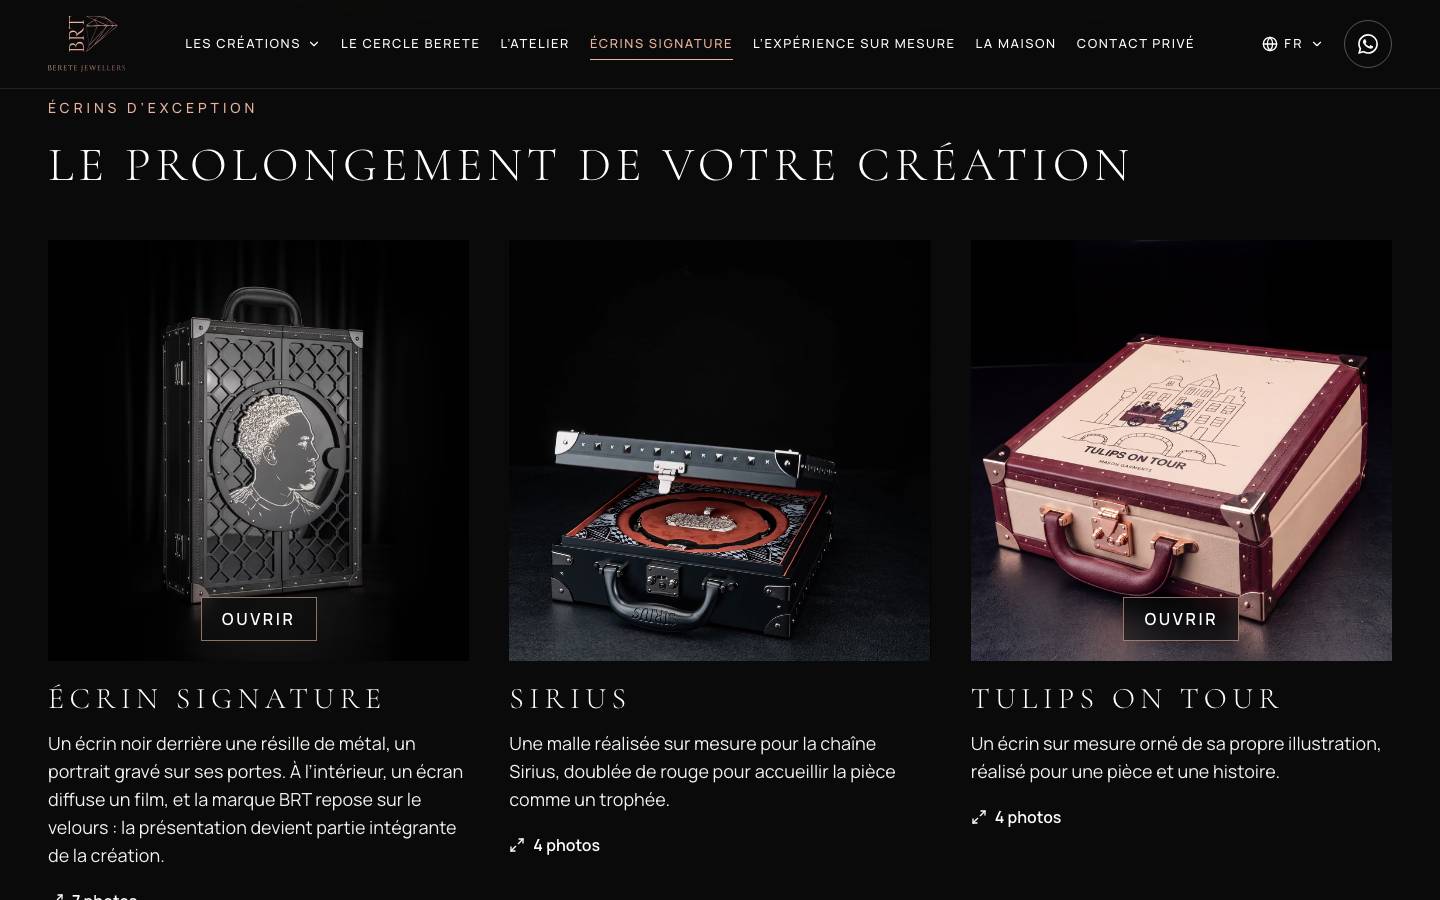 BRT
BERETE JEWELLERS
LES CRÉATIONS
LE CERCLE BERETE
L'ATELIER
ÉCRINS SIGNATURE
L'EXPÉRIENCE SUR MESURE
LA MAISON
CONTACT PRIVÉ
FR
ÉCRINS D'EXCEPTION
LE PROLONGEMENT DE VOTRE CRÉATION
OUVRIR
SIRIUS
TULIPS ON TOUR
MAISON GARMENTS
OUVRIR
ÉCRIN SIGNATURE
Un écrin noir derrière une résille de métal, un
portrait gravé sur ses portes. À l'intérieur, un écran
diffuse un film, et la marque BRT repose sur le
velours : la présentation devient partie intégrante
de la création.
7 photos
SIRIUS
Une malle réalisée sur mesure pour la chaîne
Sirius, doublée de rouge pour accueillir la pièce
comme un trophée.
4 photos
TULIPS ON TOUR
Un écrin sur mesure orné de sa propre illustration,
réalisé pour une pièce et une histoire.
4 photos